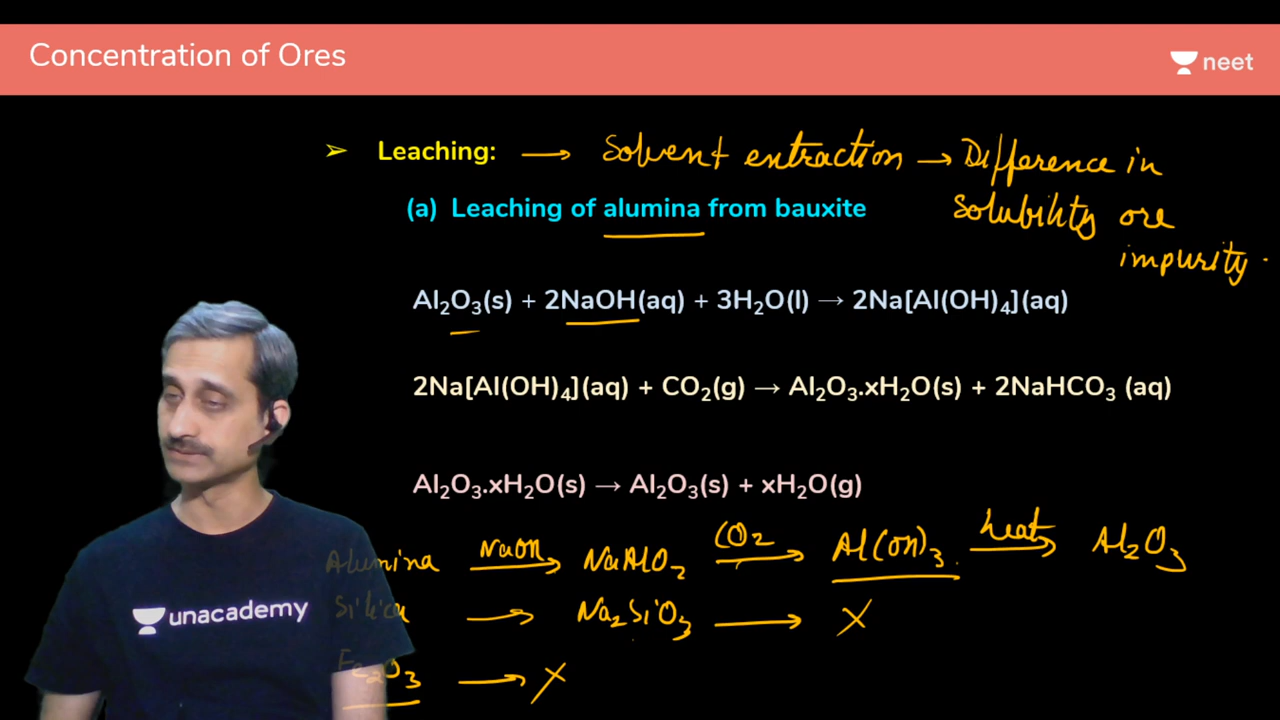 Concentration of Ores
neet
➢ Leaching: → Solvent extraction → Difference in
solubility ore
impurity.
(a) Leaching of alumina from bauxite
Al₂O₃(s) + 2NaOH(aq) + 3H₂O(l) → 2Na[Al(OH)₄](aq)
2Na[Al(OH)₄](aq) + CO₂(g) → Al₂O₃.xH₂O(s) + 2NaHCO₃ (aq)
Al₂O₃.xH₂O(s) → Al₂O₃(s) + xH₂O(g)
Alumina NaOH → NaAlO₂ CO₂ → Al(OH)₃. heat → Al₂O₃
Silica → Na₂SiO₃ → X
Fe₂O₃ → X
unacademy